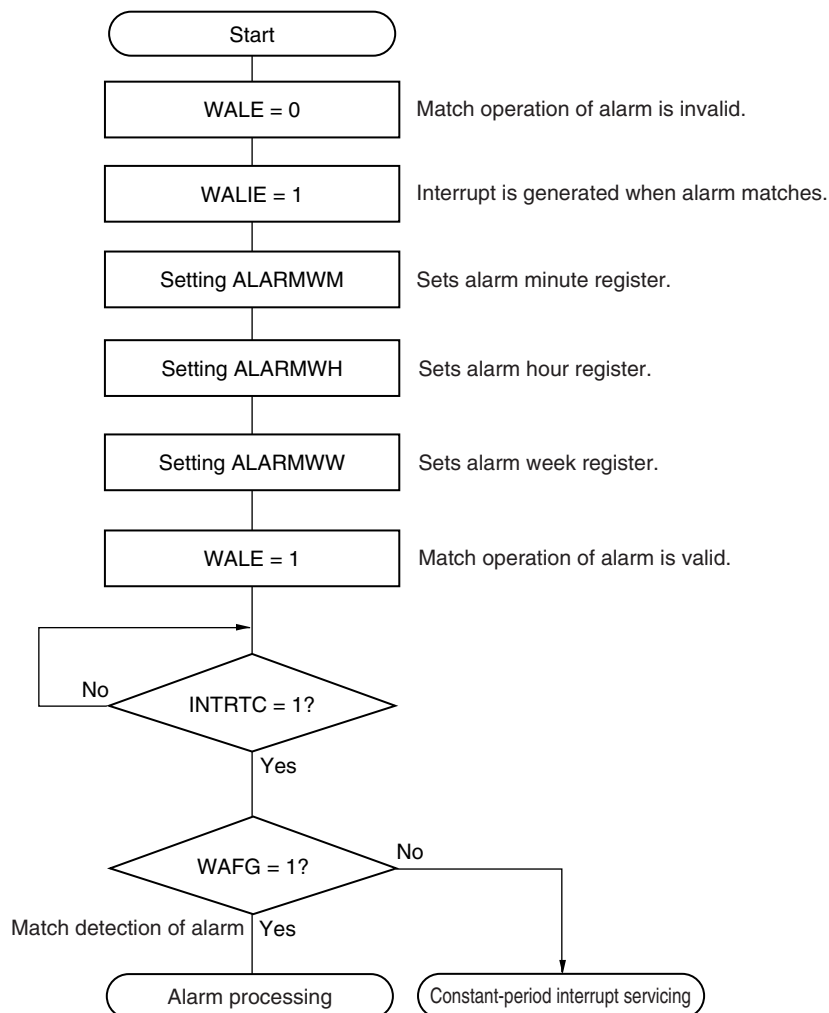 Start
WALE = 0
Match operation of alarm is invalid.
WALIE = 1
Interrupt is generated when alarm matches.
Setting ALARMWM
Sets alarm minute register.
Setting ALARMWH
Sets alarm hour register.
Setting ALARMWW
Sets alarm week register.
WALE = 1
Match operation of alarm is valid.
No
INTRTC = 1?
Yes
WAFG = 1?
No
Match detection of alarm
Yes
Alarm processing
Constant-period interrupt servicing